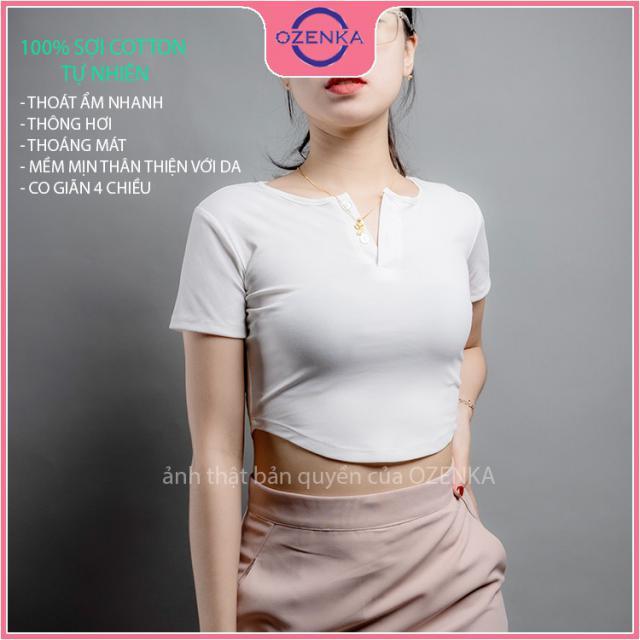 OZENKA
100% SỢI COTTON
TỰ NHIÊN
- THOÁT ẨM NHANH
- THÔNG HƠI
- THOÁNG MÁT
- MỀM MỊN THÂN THIỆN VỚI DA
- CO GIÃN 4 CHIỀU
ảnh thật bản quyền của OZENKA